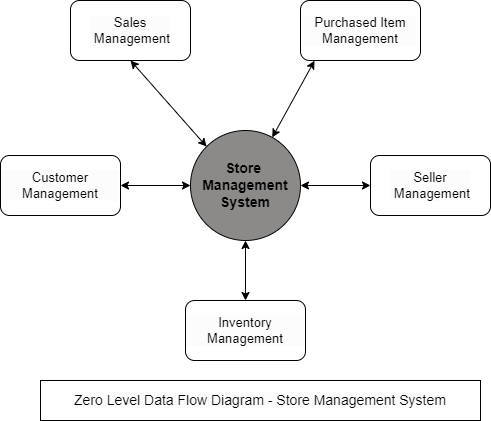 Sales
Management
Purchased Item
Management
Customer
Management
Store
Management
System
Seller
Management
Inventory
Management
Zero Level Data Flow Diagram - Store Management System